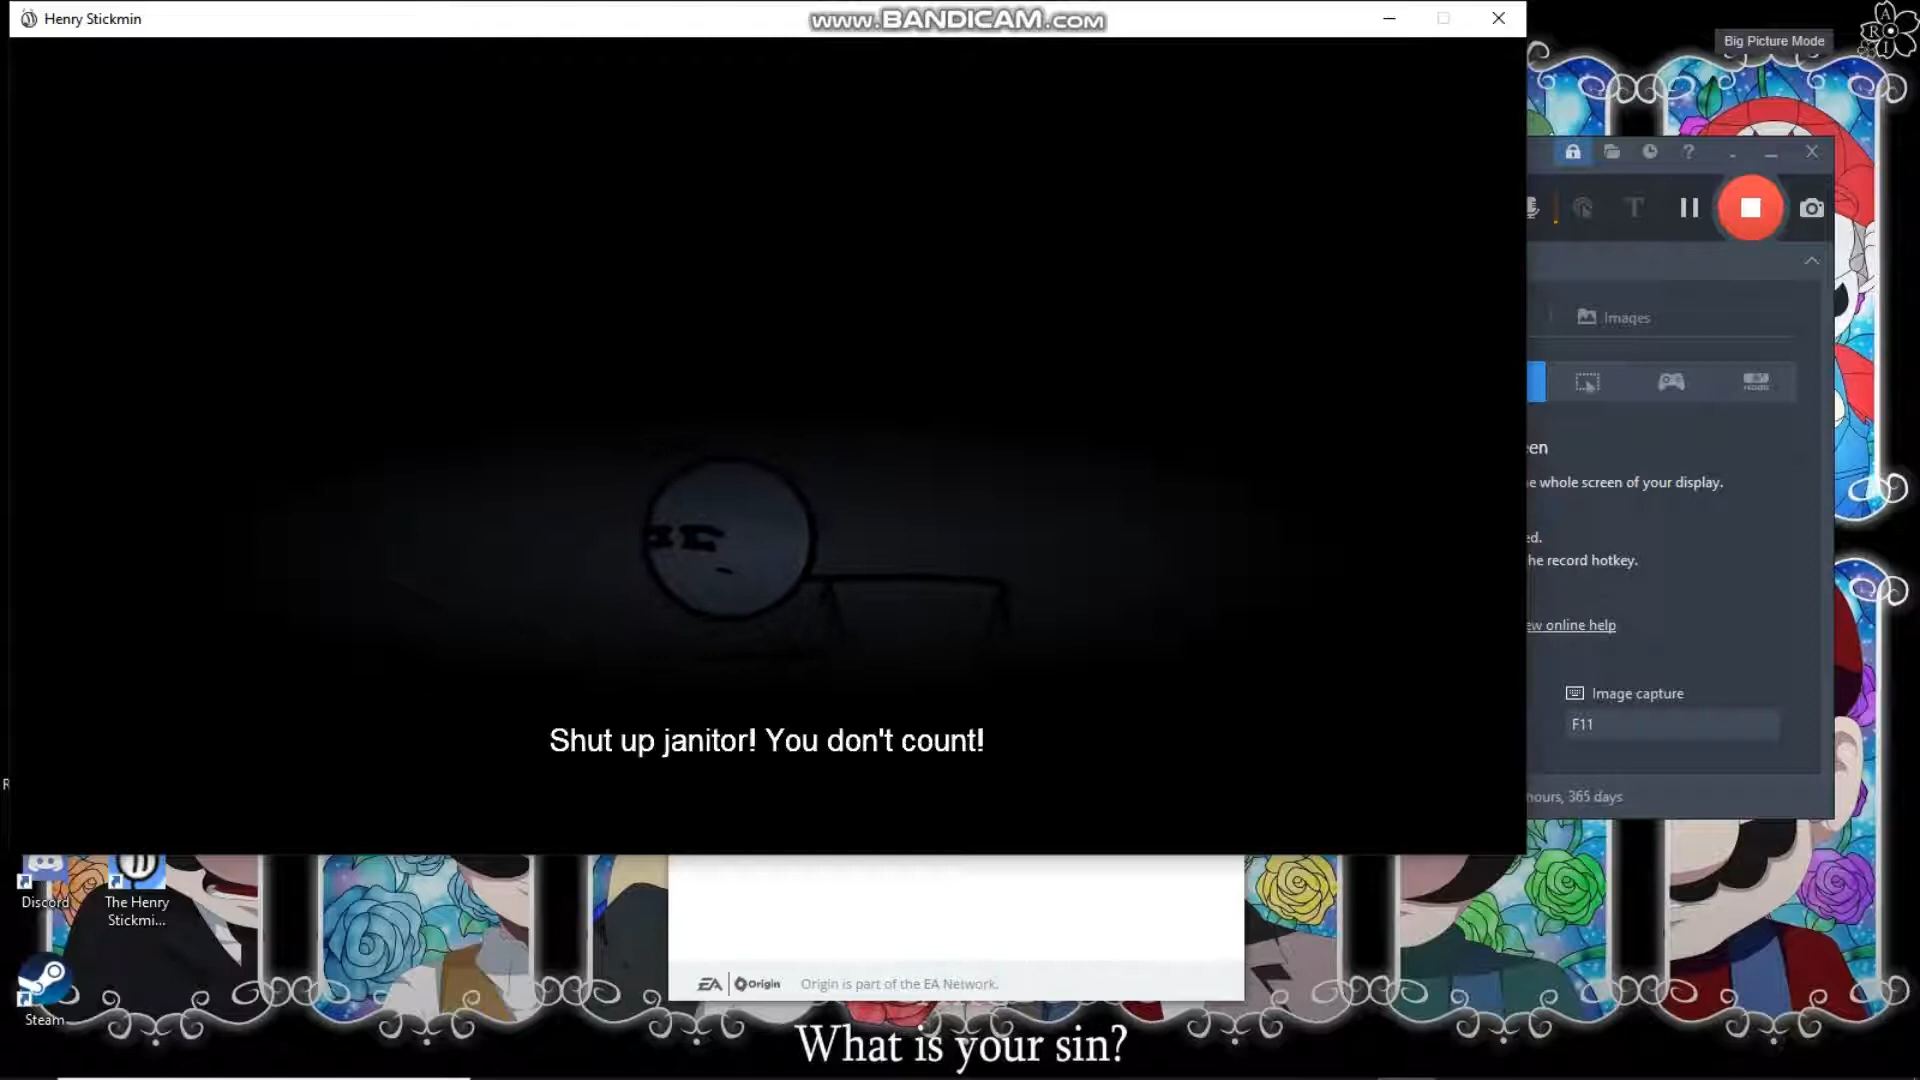 Henry Stickmin
www.BANDICAM.com
Big Picture Mode
A
R
I
T
Images
een
e whole screen of your display.
ed.
he record hotkey.
ew online help
Image capture
F11
hours, 365 days
Shut up janitor! You don't count!
Discord
The Henry
Stickmi...
Steam
EA
Origin
Origin is part of the EA Network.
What is your sin?